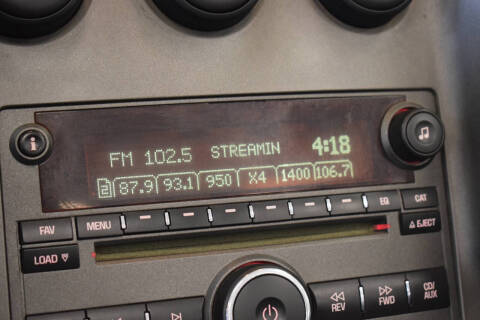 FM 102.5 STREAMIN 4:18
2 87.9 93.1 950 X4 1400 106.7
i
FAV MENU EQ CAT
LOAD EJECT
REV FWD CD/AUX